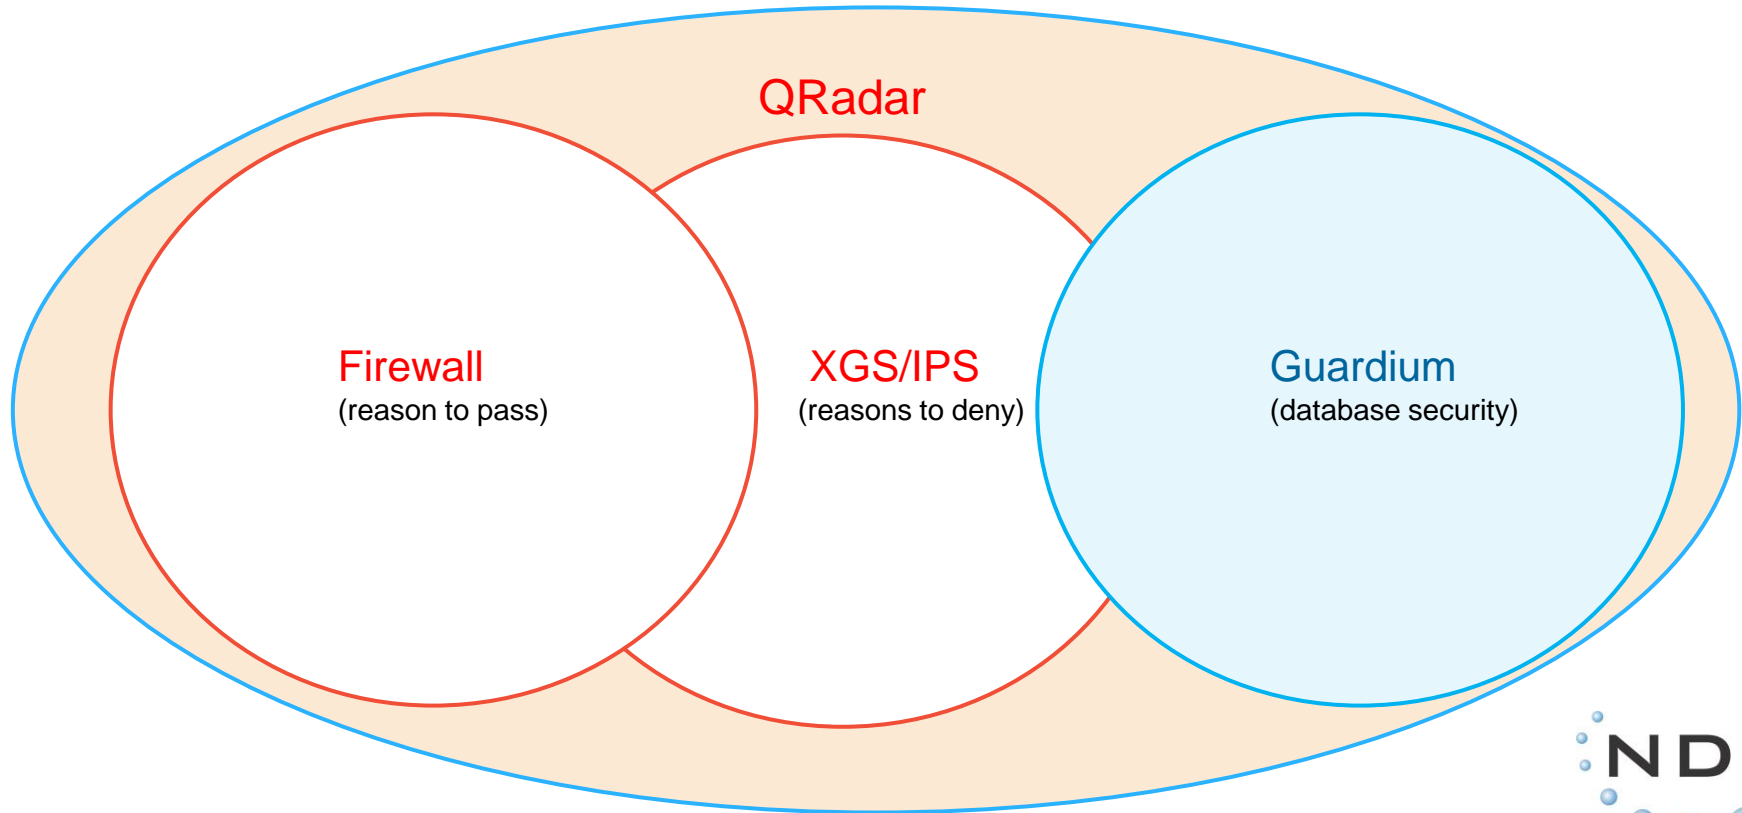 QRadar
Firewall
(reason to pass)
XGS/IPS
(reasons to deny)
Guardium
(database security)
ND